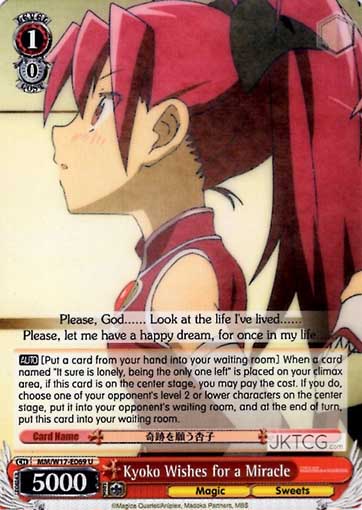 1
0
Please, God...... Look at the life I've lived......
Please, let me have a happy dream, for once in my life....
AUTO [Put a card from your hand into your waiting room] When a card
named "It sure is lonely, being the only one left" is placed on your climax
area, if this card is on the center stage, you may pay the cost. If you do,
choose one of your opponent's level 2 or lower characters on the center
stage, put it into your opponent's waiting room, and at the end of turn,
put this card into your waiting room.
Card Name 奇跡を願う杏子
JKTCG.com
CH MM/W17-E069 U
Kyoko Wishes for a Miracle
5000
Magic Sweets
©Magica Quartet/Aniplex, Madoka Partners, MBS